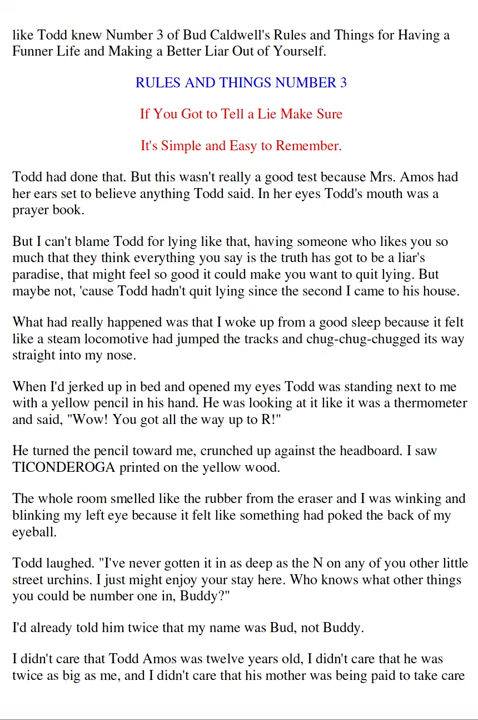 like Todd knew Number 3 of Bud Caldwell's Rules and Things for Having a
Funner Life and Making a Better Liar Out of Yourself.
RULES AND THINGS NUMBER 3
If You Got to Tell a Lie Make Sure
It's Simple and Easy to Remember.
Todd had done that. But this wasn't really a good test because Mrs. Amos had
her ears set to believe anything Todd said. In her eyes Todd's mouth was a
prayer book.
But I can't blame Todd for lying like that, having someone who likes you so
much that they think everything you say is the truth has got to be a liar's
paradise, that might feel so good it could make you want to quit lying. But
maybe not, 'cause Todd hadn't quit lying since the second I came to his house.
What had really happened was that I woke up from a good sleep because it felt
like a steam locomotive had jumped the tracks and chug-chug-chugged its way
straight into my nose.
When I'd jerked up in bed and opened my eyes Todd was standing next to me
with a yellow pencil in his hand. He was looking at it like it was a thermometer
and said, "Wow! You got all the way up to R!"
He turned the pencil toward me, crunched up against the headboard. I saw
TICONDEROGA printed on the yellow wood.
The whole room smelled like the rubber from the eraser and I was winking and
blinking my left eye because it felt like something had poked the back of my
eyeball.
Todd laughed. "I've never gotten it in as deep as the N on any of you other little
street urchins. I just might enjoy your stay here. Who knows what other things
you could be number one in, Buddy?"
I'd already told him twice that my name was Bud, not Buddy.
I didn't care that Todd Amos was twelve years old, I didn't care that he was
twice as big as me, and I didn't care that his mother was being paid to take care